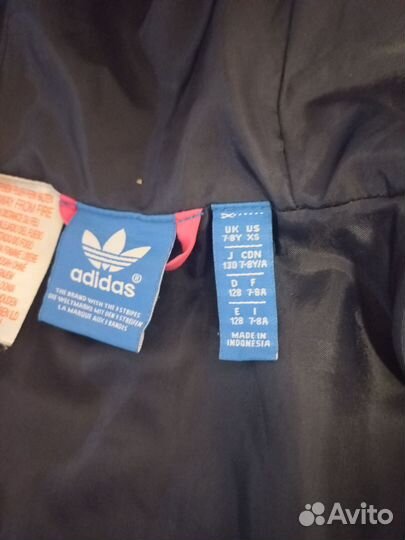 adidas®
THE BRAND WITH THE 3 STRIPES
DIE WELTMARKE MIT DEN 3 STREIFEN
LA MARQUE AUX 3 BANDES
UK US
7-8Y XS
J CDN
130 7-8Y/A
D F
128 7-8A
E I
128 7-8A
MADE IN
INDONESIA
Avito